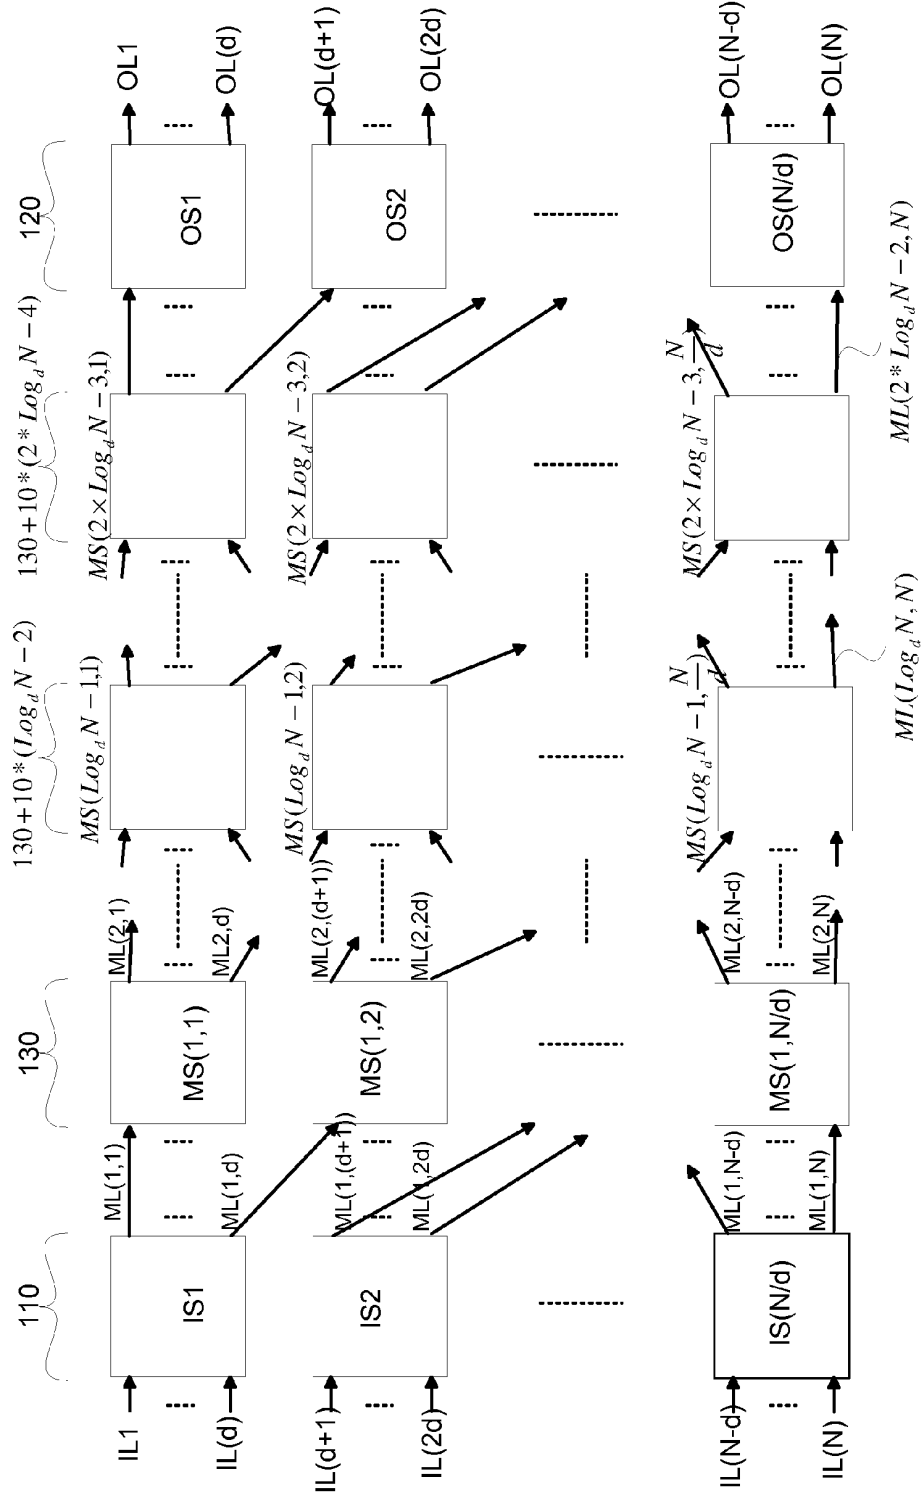 110
130
130+10*(Log_d N−2)
130+10*(2*Log_d N−4)
120
IL1
IL(d)
IS1
ML(1,1)
ML(1,d)
MS(1,1)
ML(2,1)
ML2,d)
MS(Log_d N−1,1)
MS(2×Log_d N−3,1)
OS1
OL1
OL(d)
IL(d+1)
IL(2d)
IS2
ML(1,(d+1))
ML(1,2d)
MS(1,2)
ML(2,(d+1))
ML(2,2d)
MS(Log_d N−1,2)
MS(2×Log_d N−3,2)
OS2
OL(d+1)
OL(2d)
IL(N-d)
IL(N)
IS(N/d)
ML(1,N-d)
ML(1,N)
MS(1,N/d)
ML(2,N-d)
ML(2,N)
MS(Log_d N−1,N/d)
MS(2×Log_d N−3,N/d)
OS(N/d)
OL(N-d)
OL(N)
ML(Log_d N,N)
ML(2*Log_d N−2,N)